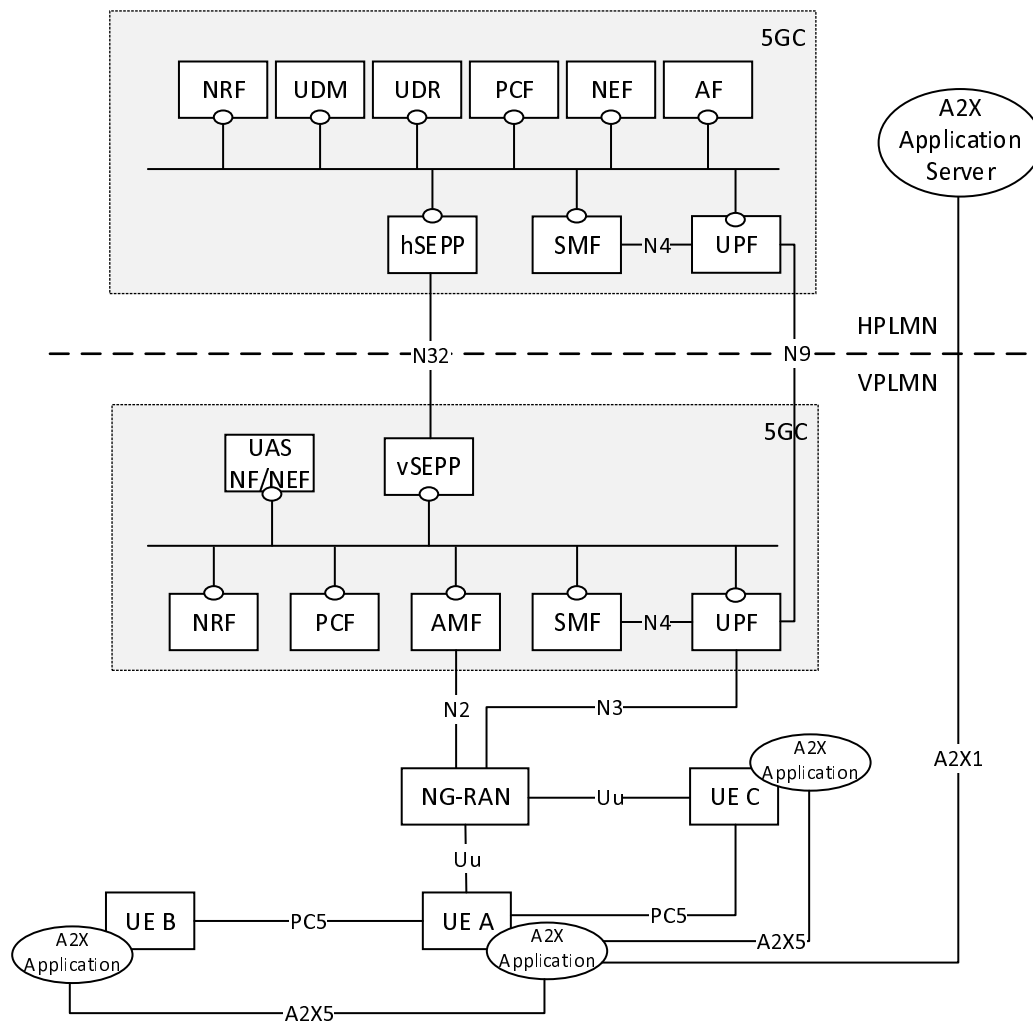 5GC
NRF
UDM
UDR
PCF
NEF
AF
A2X
Application
Server
hSEPP
SMF
N4
UPF
HPLMN
N32
N9
VPLMN
5GC
UAS
NF/NEF
vSEPP
NRF
PCF
AMF
SMF
N4
UPF
N2
N3
A2X
Application
A2X1
NG-RAN
Uu
UE C
Uu
UE B
PC5
UE A
PC5
A2X
Application
A2X
Application
A2X5
A2X5